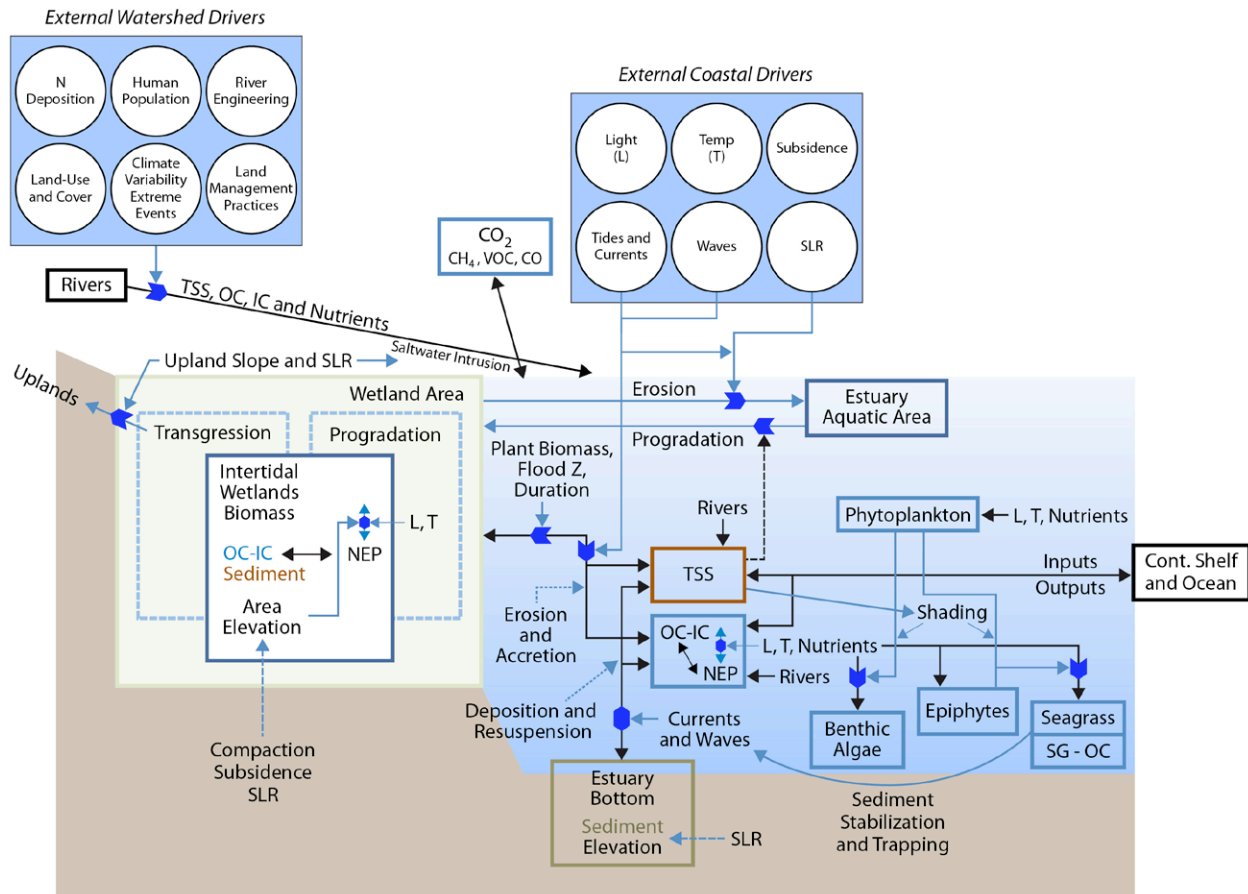 External Watershed Drivers
N
Deposition
Human
Population
River
Engineering
Land-Use
and Cover
Climate
Variability
Extreme
Events
Land
Management
Practices
External Coastal Drivers
Light
(L)
Temp
(T)
Subsidence
Tides and
Currents
Waves
SLR
CO2
CH4, VOC, CO
Rivers
TSS, OC, IC and Nutrients
Saltwater Intrusion
Upland Slope and SLR
Uplands
Wetland Area
Transgression
Progradation
Intertidal
Wetlands
Biomass
OC-IC
Sediment
NEP
L, T
Area
Elevation
Compaction
Subsidence
SLR
Erosion
Estuary
Aquatic Area
Progradation
Plant Biomass,
Flood Z,
Duration
Rivers
TSS
Phytoplankton
L, T, Nutrients
Inputs
Outputs
Cont. Shelf
and Ocean
Erosion
and
Accretion
Shading
OC-IC
NEP
L, T, Nutrients
Rivers
Deposition and
Resuspension
Currents
and Waves
Benthic
Algae
Epiphytes
Seagrass
SG - OC
Estuary
Bottom
Sediment
Elevation
SLR
Sediment
Stabilization
and Trapping